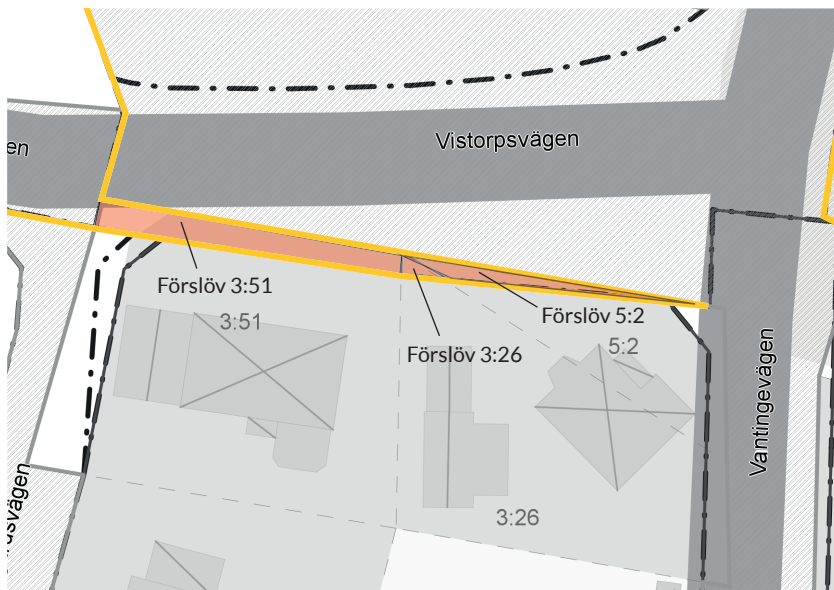 Vistorpsvägen
en
Förslöv 3:51
Förslöv 5:2
3:51
5:2
Förslöv 3:26
Vantingevägen
3:26
svägen